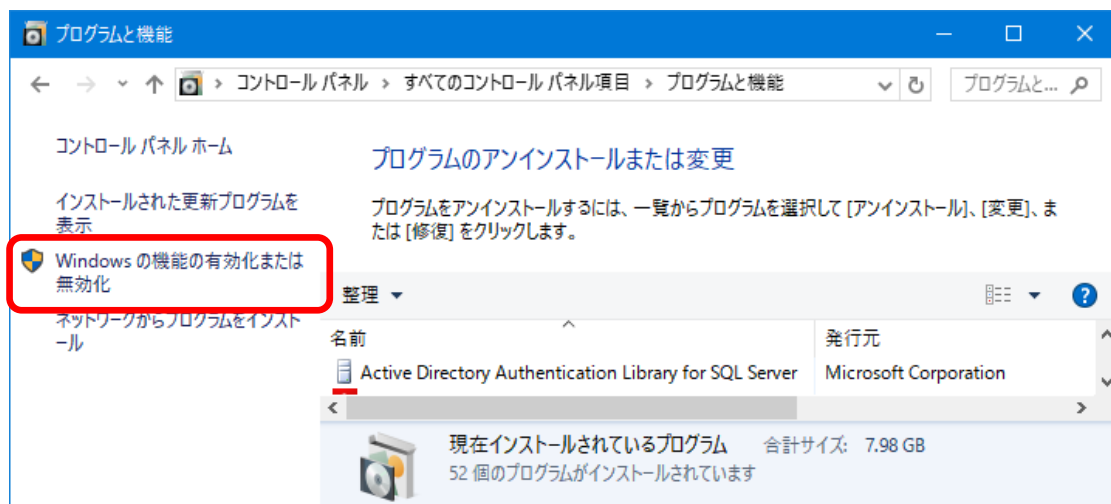 プログラムと機能
コントロール パネル › すべてのコントロール パネル項目 › プログラムと機能
プログラムと...
コントロール パネル ホーム
インストールされた更新プログラムを
表示
Windows の機能の有効化または
無効化
ネットワークからプログラムをインスト
ール
プログラムのアンインストールまたは変更
プログラムをアンインストールするには、一覧からプログラムを選択して [アンインストール]、[変更]、ま
たは [修復] をクリックします。
整理
名前 発行元
Active Directory Authentication Library for SQL Server Microsoft Corporation
現在インストールされているプログラム 合計サイズ: 7.98 GB
52 個のプログラムがインストールされています